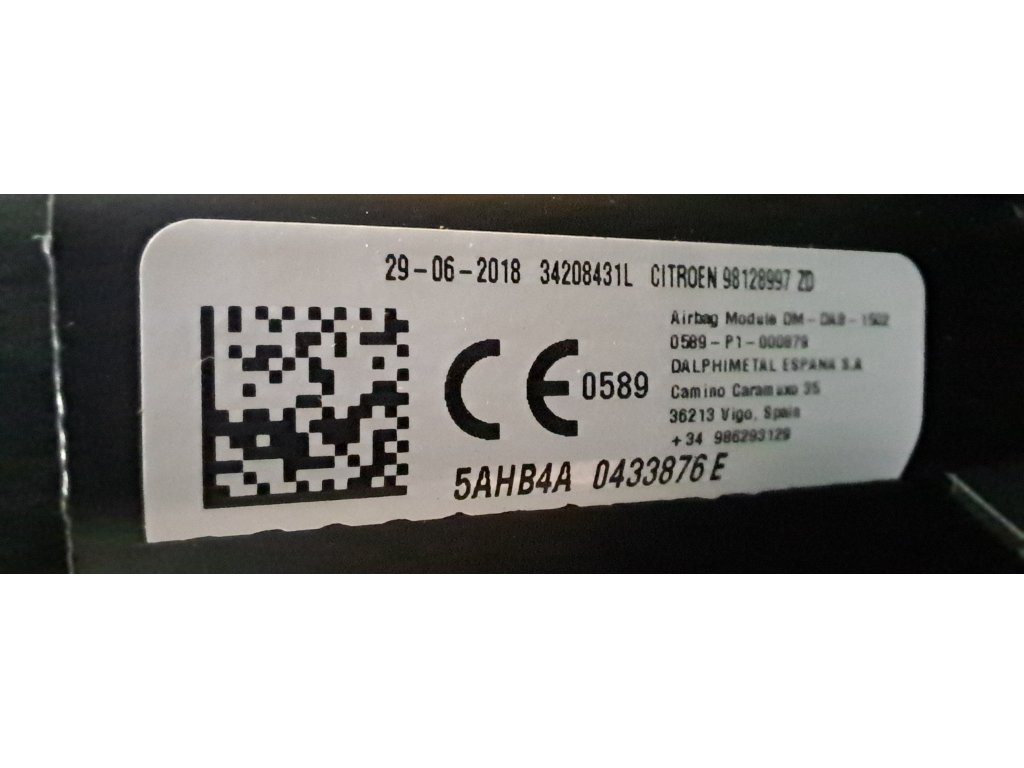 29-06-2018 34208431L CITROEN 98128997 ZD
Airbag Module DM-DAB-1502
0589-P1-000879
DALPHIMETAL ESPANA S.A
Camino Caramuxo 35
36213 Vigo, Spain
+34 986293129
CE 0589
5AHB4A 0433876 E